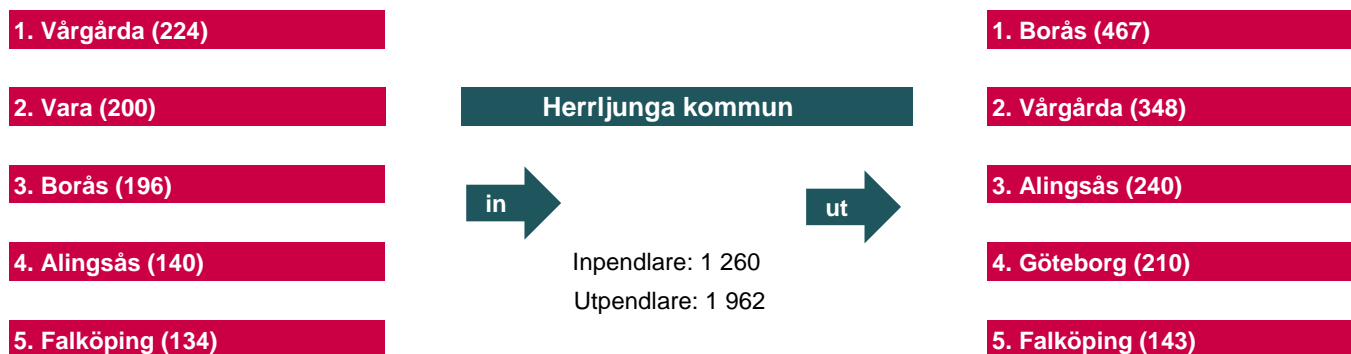 1. Vårgårda (224)
2. Vara (200)
3. Borås (196)
4. Alingsås (140)
5. Falköping (134)
Herrljunga kommun
in
ut
Inpendlare: 1 260
Utpendlare: 1 962
1. Borås (467)
2. Vårgårda (348)
3. Alingsås (240)
4. Göteborg (210)
5. Falköping (143)